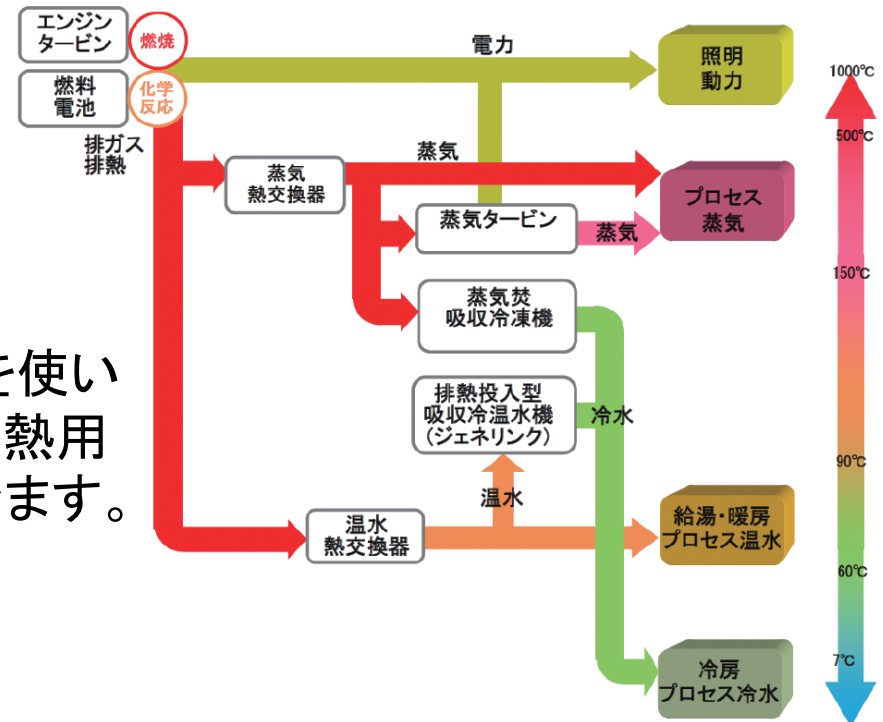 エンジン
タービン
燃焼
燃料
電池
化学
反応
排ガス
排熱
電力
照明
動力
蒸気
熱交換器
蒸気
プロセス
蒸気
蒸気タービン
蒸気
蒸気焚
吸収冷凍機
排熱投入型
吸収冷温水機
(ジェネリンク)
冷水
温水
温水
熱交換器
給湯・暖房
プロセス温水
冷房
プロセス冷水
1000℃
500℃
150℃
90℃
60℃
7℃
を使い
熱用
ます。